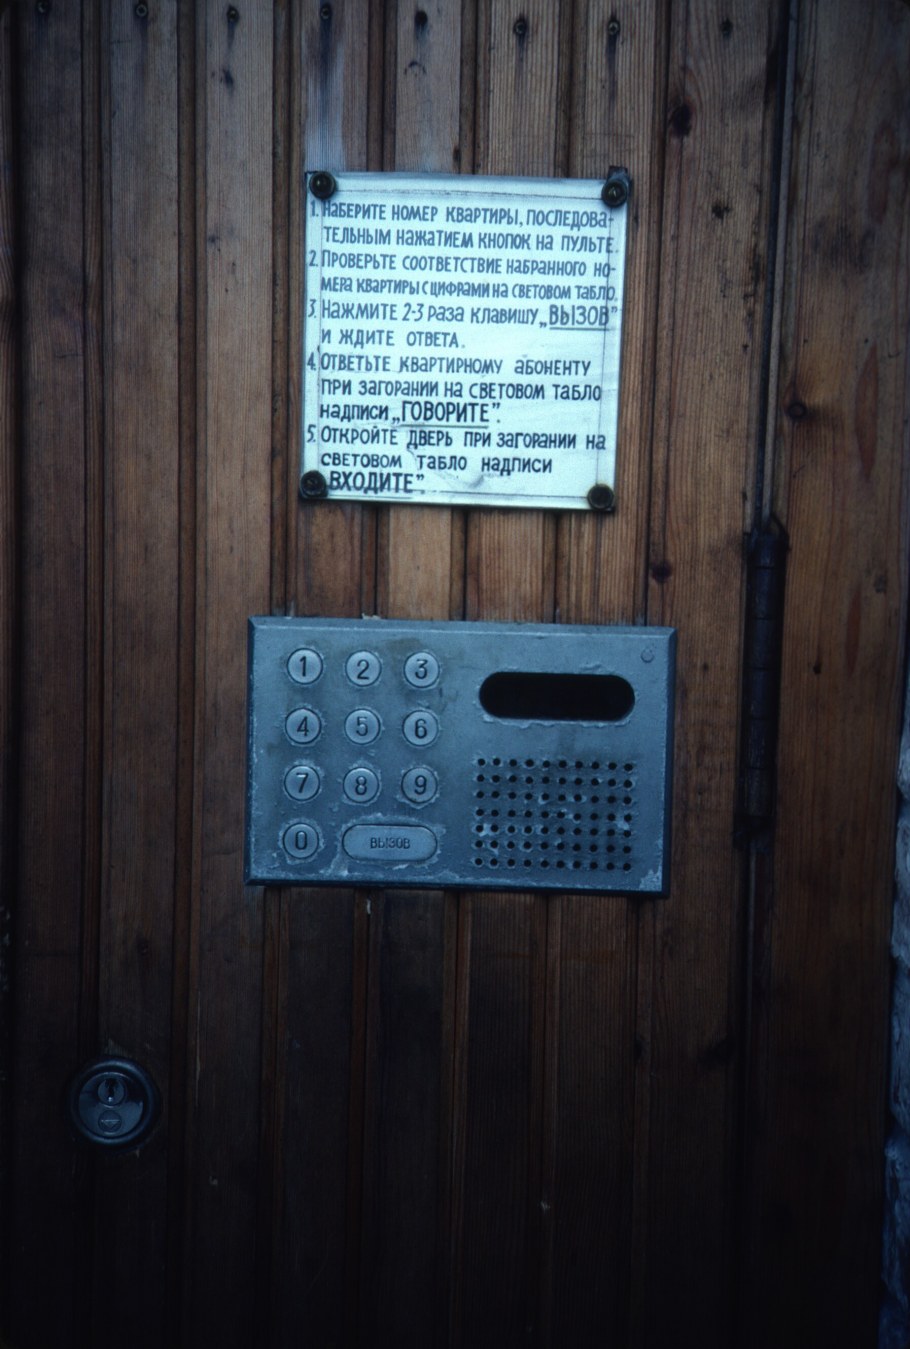 1. Наберите номер квартиры, последова-
тельным нажатием кнопок на пульте.
2. Проверьте соответствие набранного но-
мера квартиры с цифрами на световом табло.
3. Нажмите 2-3 раза клавишу „Вызов"
и ждите ответа.
4. Ответьте квартирному абоненту
при загорании на световом табло
надписи „Говорите".
5. Откройте дверь при загорании на
световом табло надписи
„Входите"
1 2 3
4 5 6
7 8 9
0 ВЫЗОВ